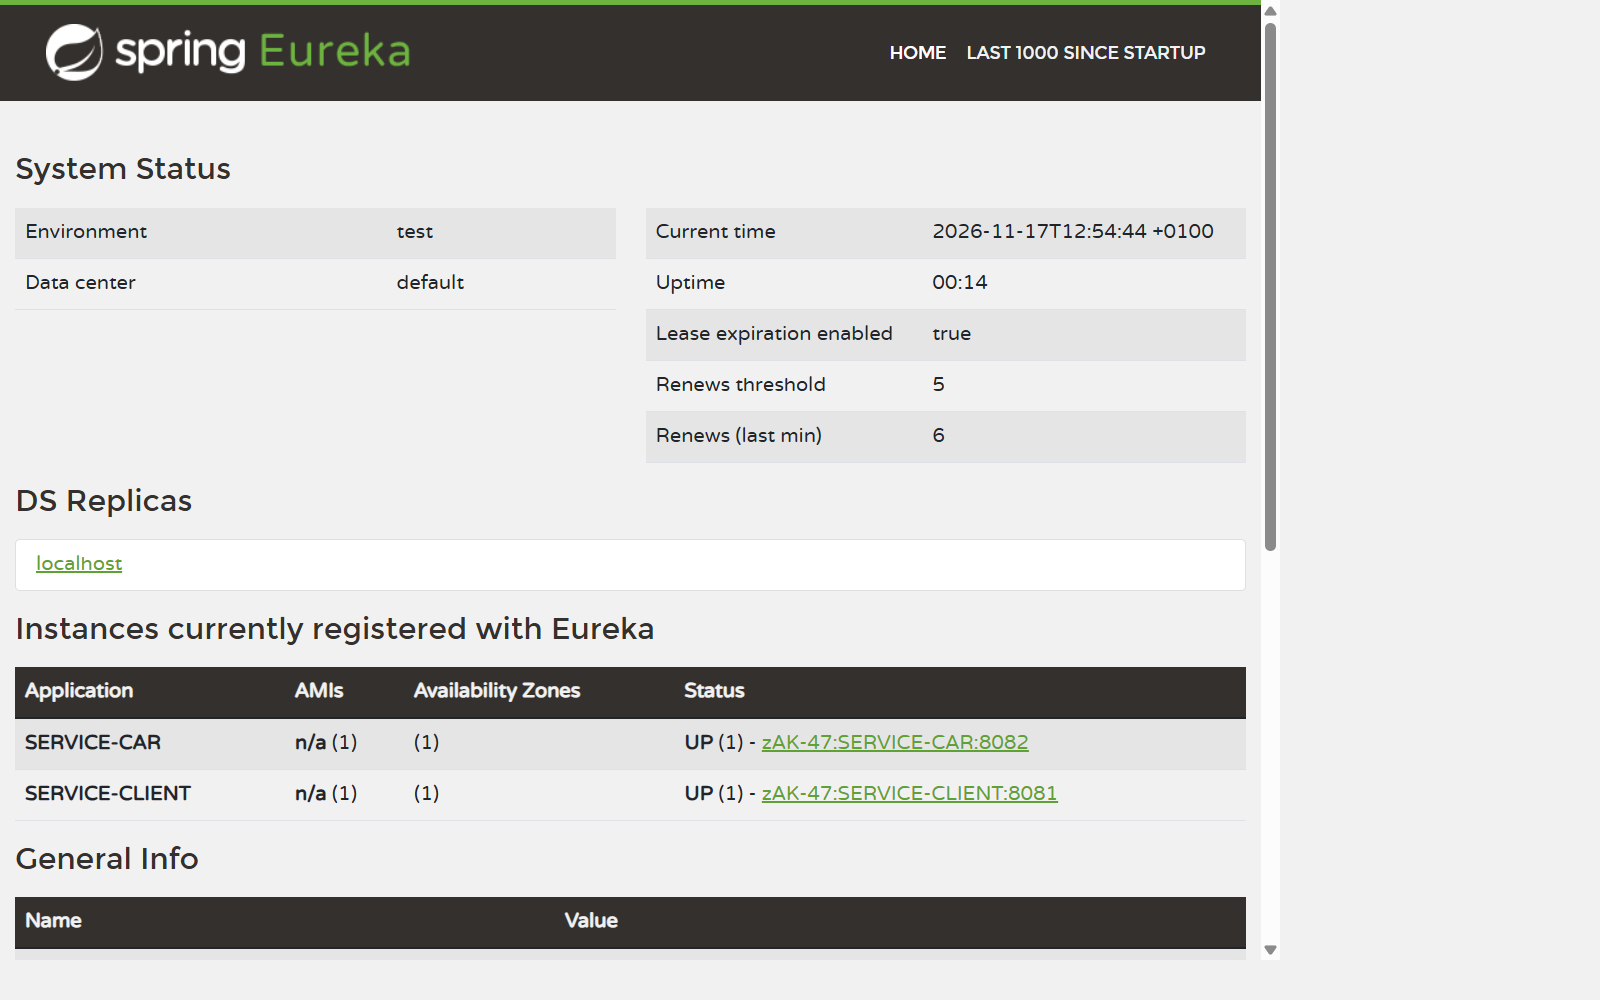 spring Eureka
HOME LAST 1000 SINCE STARTUP
System Status
Environment test
Data center default
Current time 2026-11-17T12:54:44 +0100
Uptime 00:14
Lease expiration enabled true
Renews threshold 5
Renews (last min) 6
DS Replicas
localhost
Instances currently registered with Eureka
Application AMIs Availability Zones Status
SERVICE-CAR n/a (1) (1) UP (1) - zAK-47:SERVICE-CAR:8082
SERVICE-CLIENT n/a (1) (1) UP (1) - zAK-47:SERVICE-CLIENT:8081
General Info
Name Value